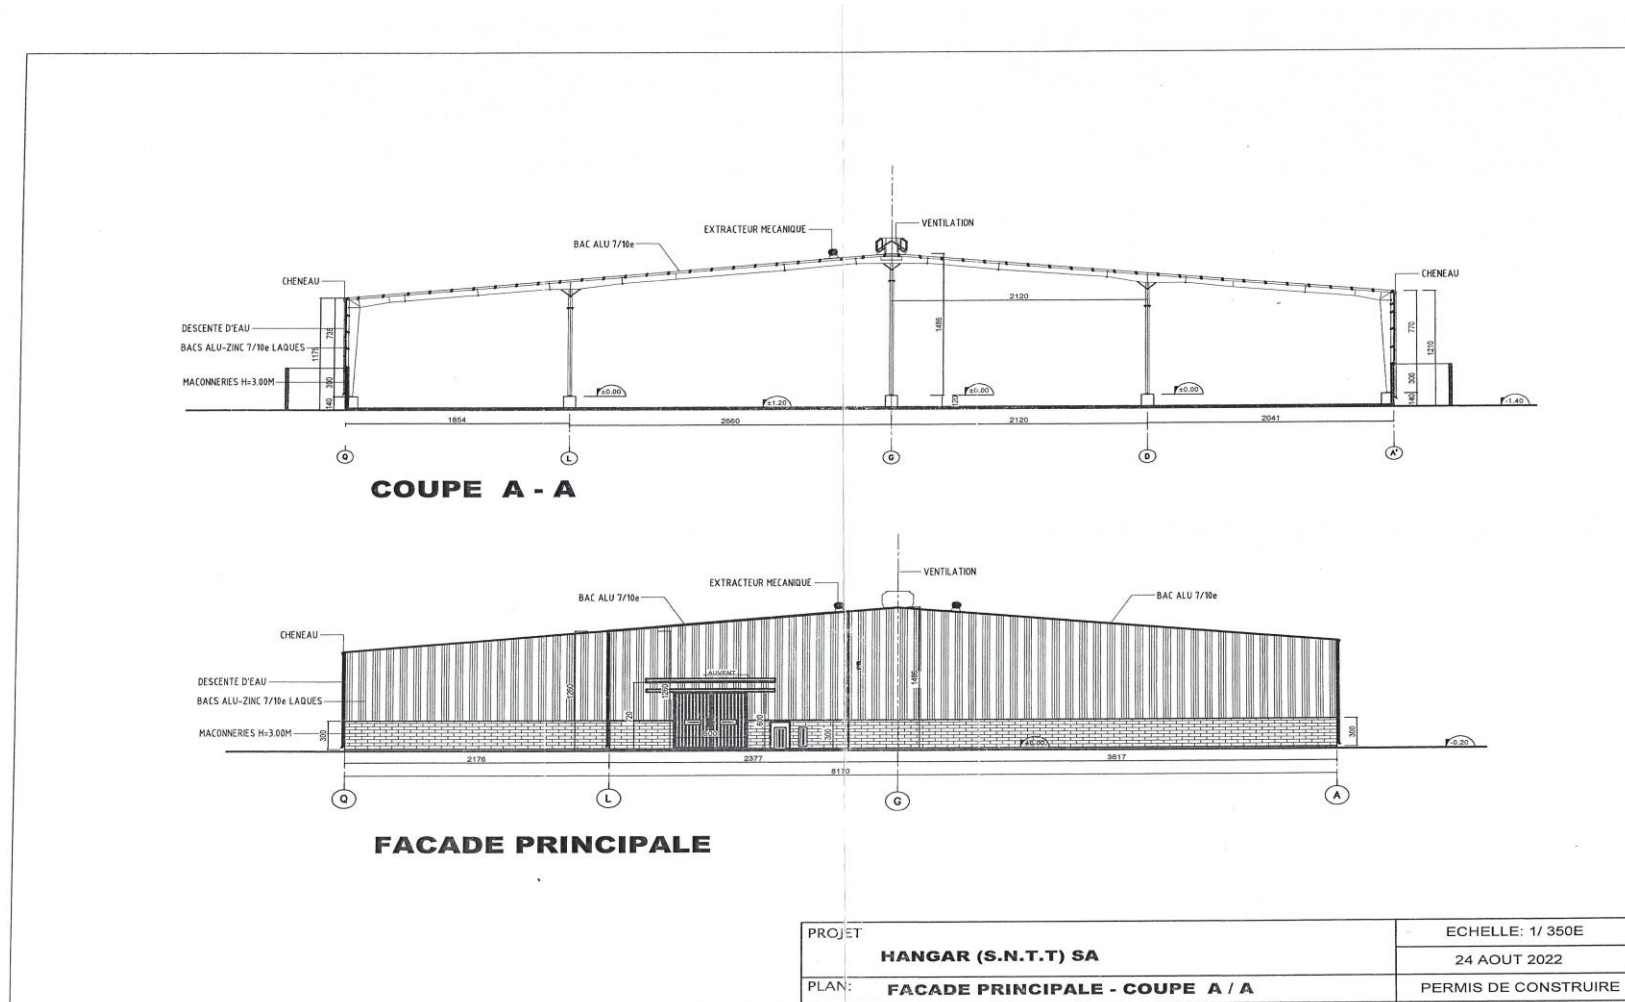 VENTILATION
EXTRACTEUR MECANIQUE
BAC ALU 7/10e
CHENEAU
CHENEAU
2120
1486
DESCENTE D'EAU
735
770
BACS ALU-ZINC 7/10e LAQUES
1175
1210
MACONNERIES H=3.00M
300
300
±0.00
±0.00
±0.00
140
±1.20
120
140
-1.40
1854
2660
2120
2041
Q
L
G
D
A'
COUPE A - A
VENTILATION
EXTRACTEUR MECANIQUE
BAC ALU 7/10e
BAC ALU 7/10e
CHENEAU
AUVENT
DESCENTE D'EAU
1260
1260
1486
BACS ALU-ZINC 7/10e LAQUES
720
600
MACONNERIES H=3.00M
300
300
300
±0.00
-0.20
2176
2377
3617
8170
Q
L
G
A
FACADE PRINCIPALE
PROJET
HANGAR (S.N.T.T) SA
ECHELLE: 1/ 350E
24 AOUT 2022
PLAN:
FACADE PRINCIPALE - COUPE A / A
PERMIS DE CONSTRUIRE